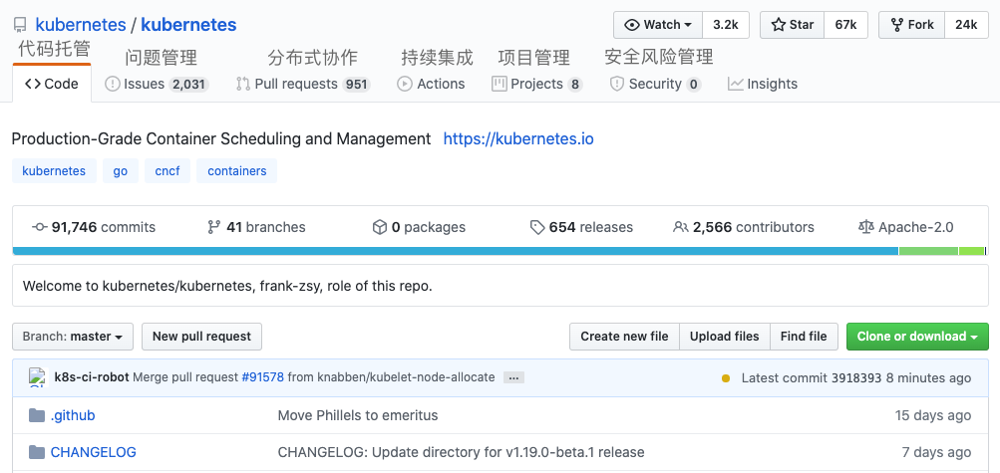 kubernetes / kubernetes
Watch 3.2k Star 67k Fork 24k
代码托管 问题管理 分布式协作 持续集成 项目管理 安全风险管理
Code Issues 2,031 Pull requests 951 Actions Projects 8 Security 0 Insights
Production-Grade Container Scheduling and Management https://kubernetes.io
kubernetes go cncf containers
91,746 commits 41 branches 0 packages 654 releases 2,566 contributors Apache-2.0
Welcome to kubernetes/kubernetes, frank-zsy, role of this repo.
Branch: master New pull request Create new file Upload files Find file Clone or download
k8s-ci-robot Merge pull request #91578 from knabben/kubelet-node-allocate ... Latest commit 3918393 8 minutes ago
.github Move Phillels to emeritus 15 days ago
CHANGELOG CHANGELOG: Update directory for v1.19.0-beta.1 release 7 days ago